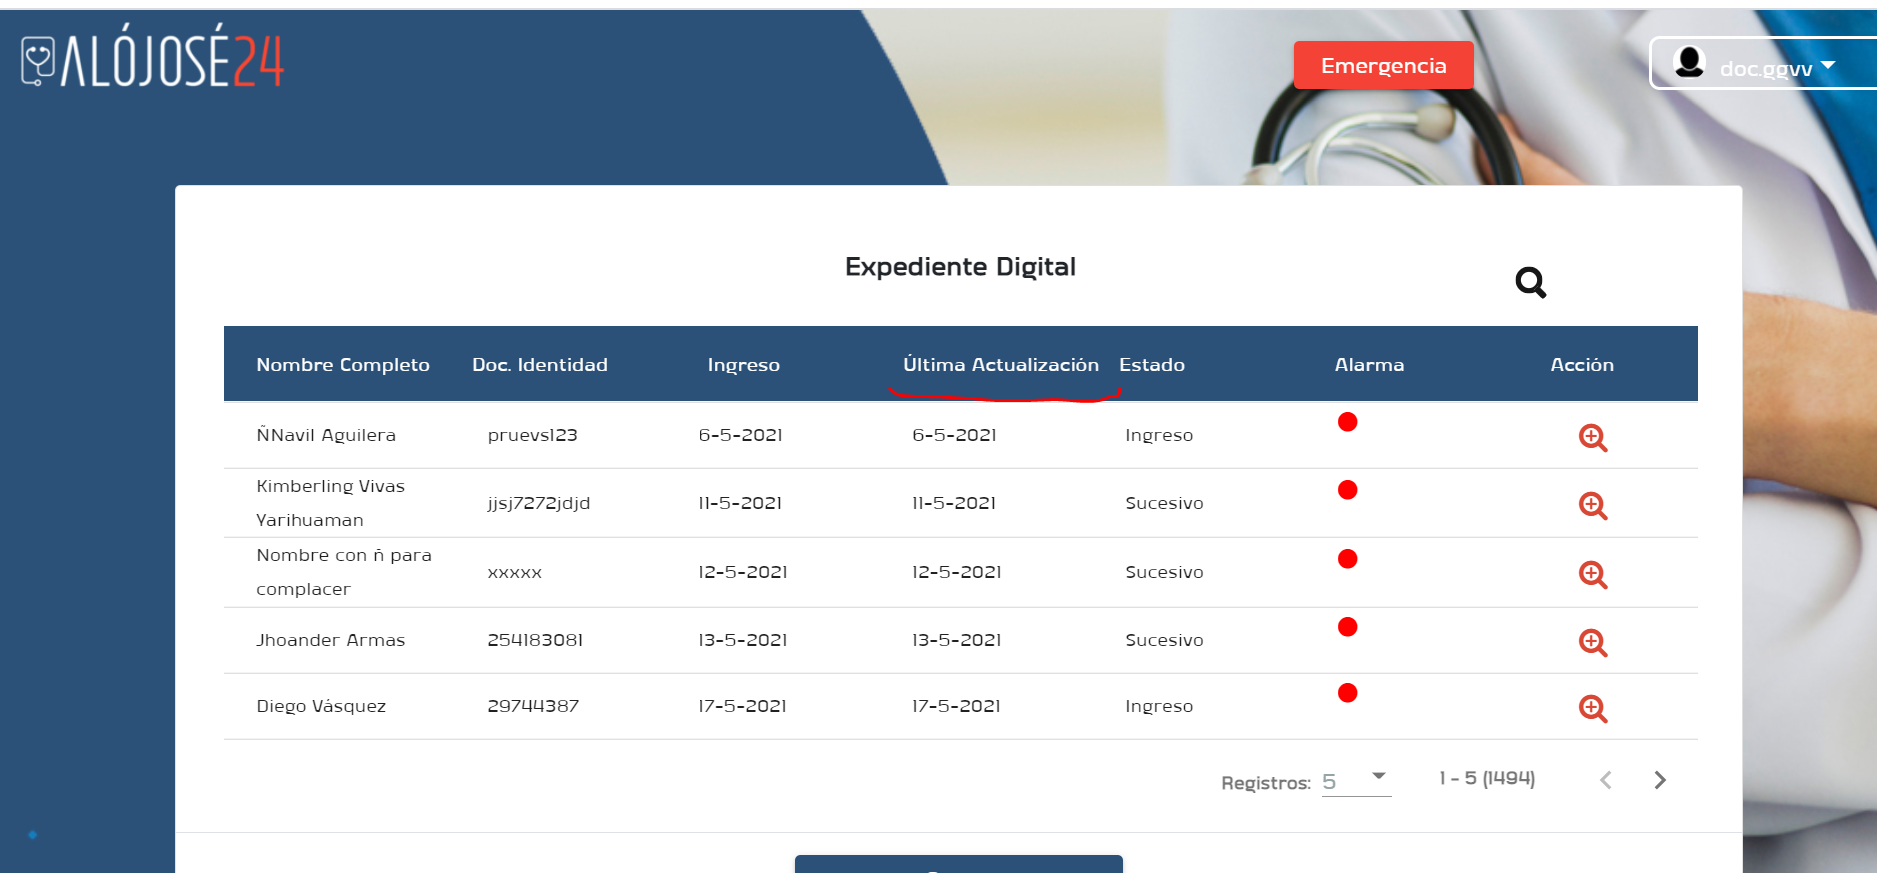 ALÓJOSÉ24
Emergencia
doc.ggvv
Expediente Digital
Nombre Completo Doc. Identidad Ingreso Última Actualización Estado Alarma Acción
ÑNavil Aguilera pruevs123 6-5-2021 6-5-2021 Ingreso
Kimberling Vivas
Yarihuaman jjsj7272jdjd 11-5-2021 11-5-2021 Sucesivo
Nombre con ñ para
complacer xxxxx 12-5-2021 12-5-2021 Sucesivo
Jhoander Armas 254183081 13-5-2021 13-5-2021 Sucesivo
Diego Vásquez 29744387 17-5-2021 17-5-2021 Ingreso
Registros: 5 1 - 5 (1494)